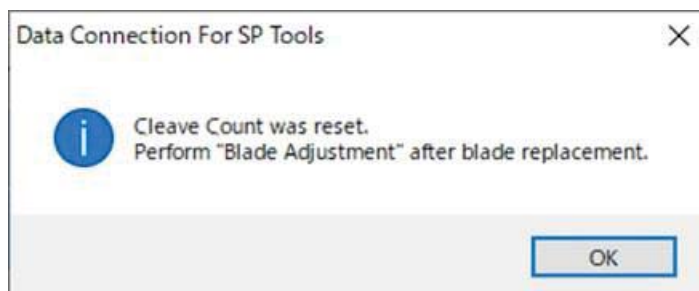 Data Connection For SP Tools
Cleave Count was reset.
Perform "Blade Adjustment" after blade replacement.
OK